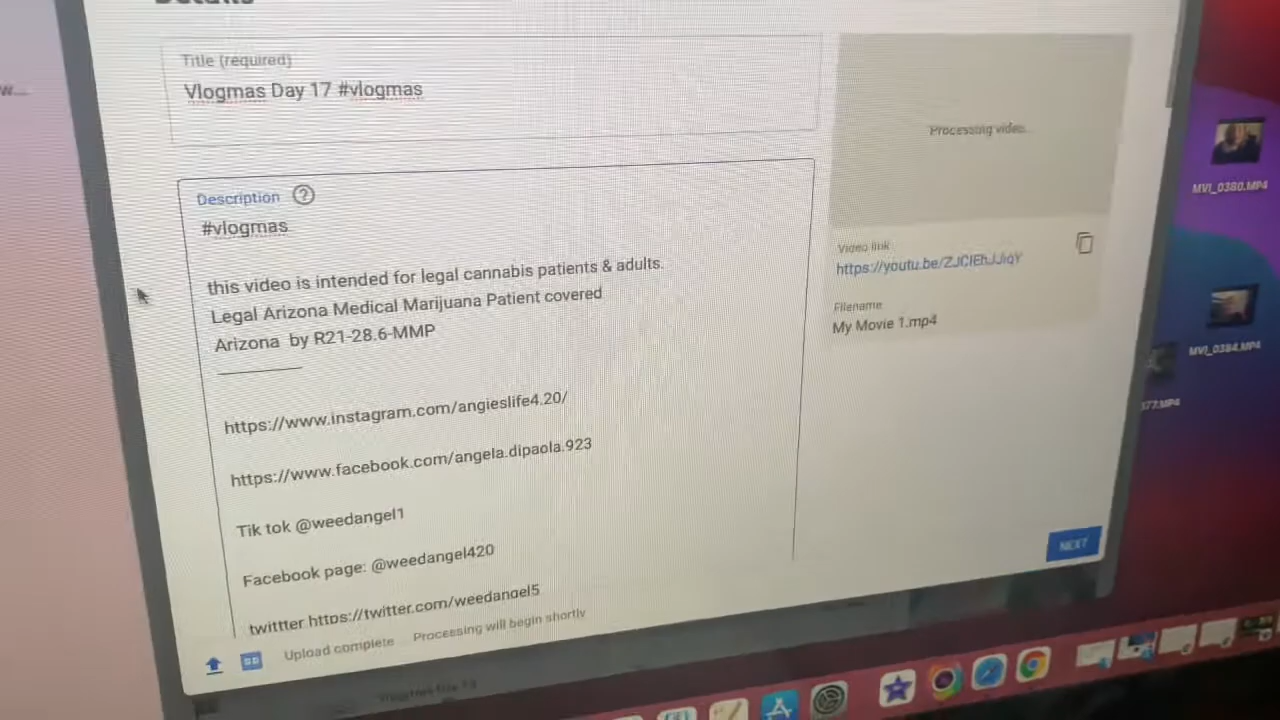 Details
Title (required)
Vlogmas Day 17 #vlogmas
Processing video...
Description ?
#vlogmas
this video is intended for legal cannabis patients & adults.
Legal Arizona Medical Marijuana Patient covered
Arizona by R21-28.6-MMP
https://www.instagram.com/angieslife4.20/
https://www.facebook.com/angela.dipaola.923
Tik tok @weedangel1
Facebook page: @weedangel420
twittter https://twitter.com/weedangel5
Video link
https://youtu.be/ZJCIEhJJiqY
Filename
My Movie 1.mp4
NEXT
Upload complete
Processing will begin shortly
MVI_0380.MP4
MVI_0384.MP4
77.MP4